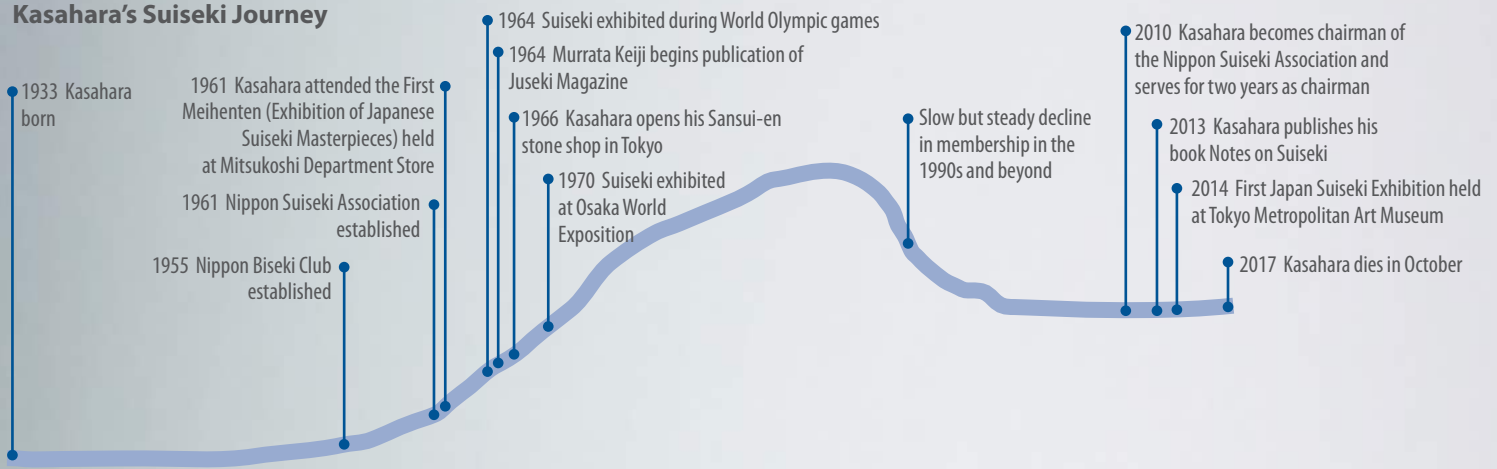 Kasahara's Suiseki Journey
1933 Kasahara
born
1955 Nippon Biseki Club
established
1961 Nippon Suiseki Association
established
1961 Kasahara attended the First
Meihenten (Exhibition of Japanese
Suiseki Masterpieces) held
at Mitsukoshi Department Store
1964 Suiseki exhibited during World Olympic games
1964 Murrata Keiji begins publication of
Juseki Magazine
1966 Kasahara opens his Sansui-en
stone shop in Tokyo
1970 Suiseki exhibited
at Osaka World
Exposition
Slow but steady decline
in membership in the
1990s and beyond
2010 Kasahara becomes chairman of
the Nippon Suiseki Association and
serves for two years as chairman
2013 Kasahara publishes his
book Notes on Suiseki
2014 First Japan Suiseki Exhibition held
at Tokyo Metropolitan Art Museum
2017 Kasahara dies in October